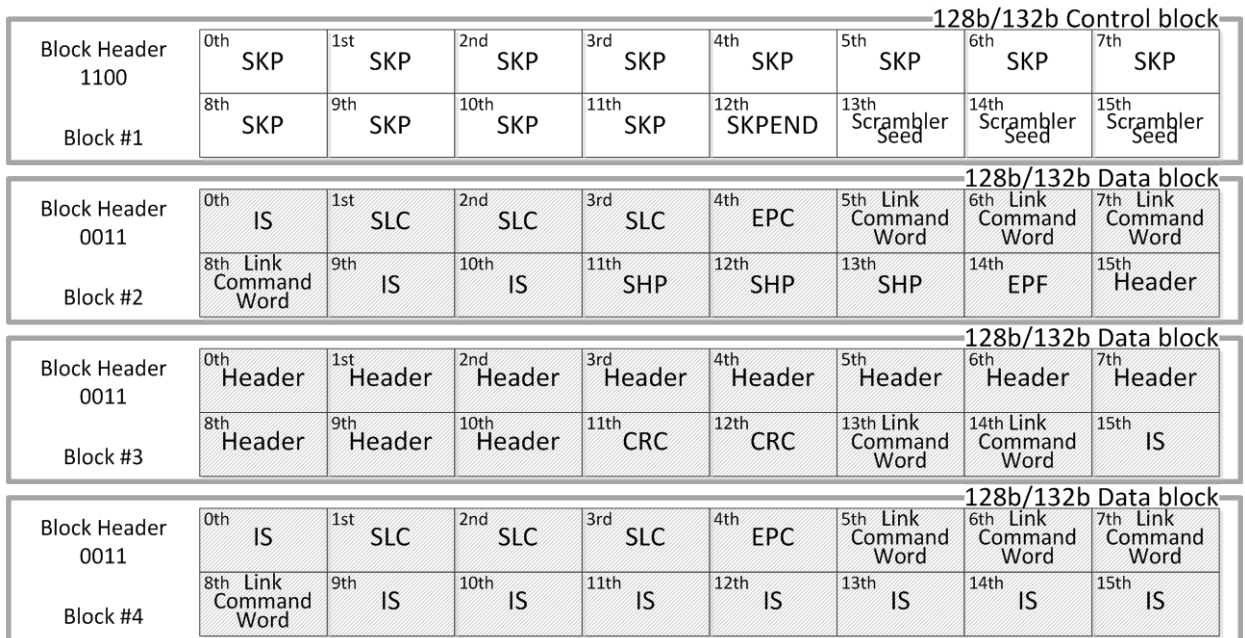 128b/132b Control block
Block Header 1100
Block #1
0th SKP 1st SKP 2nd SKP 3rd SKP 4th SKP 5th SKP 6th SKP 7th SKP
8th SKP 9th SKP 10th SKP 11th SKP 12th SKPEND 13th Scrambler Seed 14th Scrambler Seed 15th Scrambler Seed
128b/132b Data block
Block Header 0011
Block #2
0th IS 1st SLC 2nd SLC 3rd SLC 4th EPC 5th Link Command Word 6th Link Command Word 7th Link Command Word
8th Link Command Word 9th IS 10th IS 11th SHP 12th SHP 13th SHP 14th EPF 15th Header
128b/132b Data block
Block Header 0011
Block #3
0th Header 1st Header 2nd Header 3rd Header 4th Header 5th Header 6th Header 7th Header
8th Header 9th Header 10th Header 11th CRC 12th CRC 13th Link Command Word 14th Link Command Word 15th IS
128b/132b Data block
Block Header 0011
Block #4
0th IS 1st SLC 2nd SLC 3rd SLC 4th EPC 5th Link Command Word 6th Link Command Word 7th Link Command Word
8th Link Command Word 9th IS 10th IS 11th IS 12th IS 13th IS 14th IS 15th IS